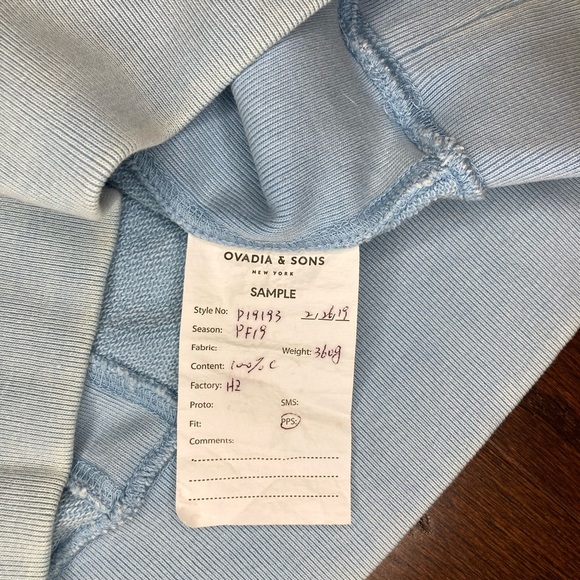 OVADIA & SONS
NEW YORK
SAMPLE
Style No: P19193 2,26,19
Season: PF19
Fabric: Weight: 360g
Content: 100% C
Factory: H2
Proto: SMS:
Fit: PPS:
Comments: